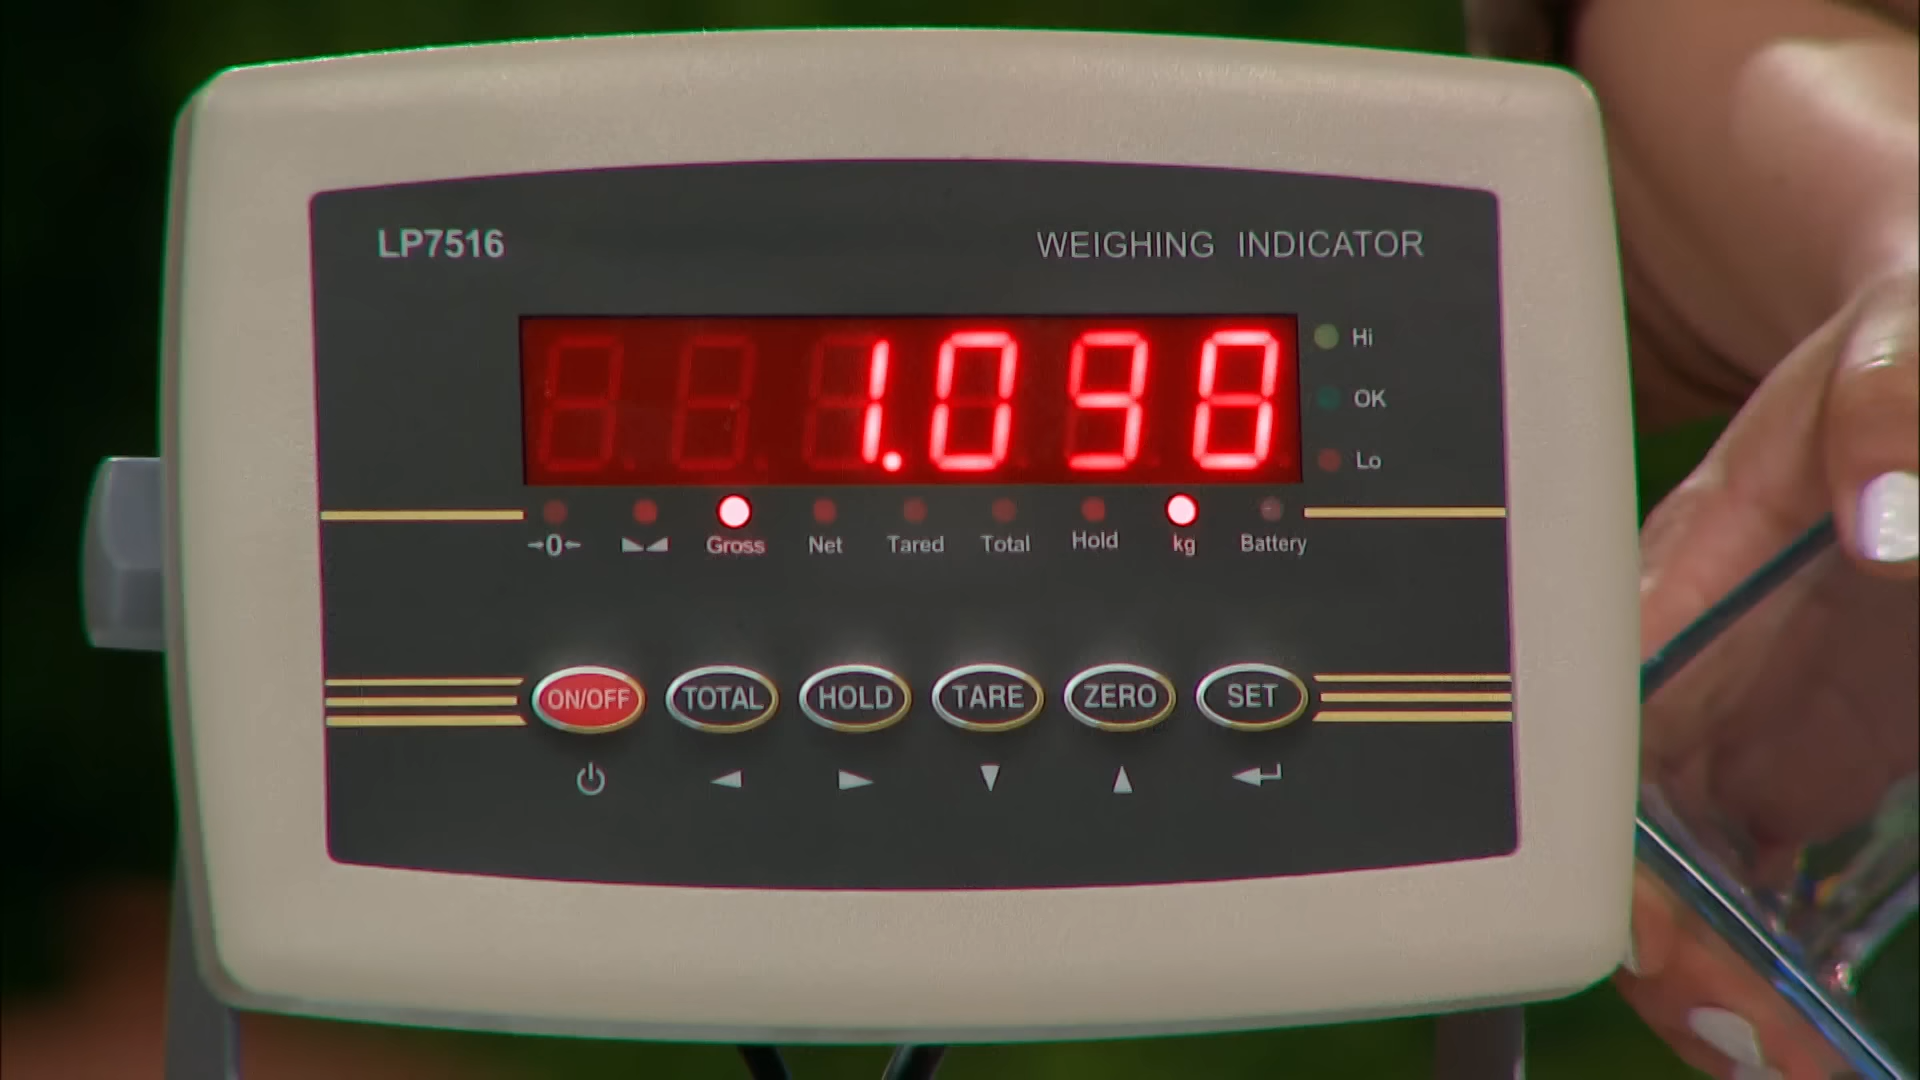 LP7516
WEIGHING INDICATOR
1.098
Hi
OK
Lo
→0←
Gross
Net
Tared
Total
Hold
kg
Battery
ON/OFF
TOTAL
HOLD
TARE
ZERO
SET